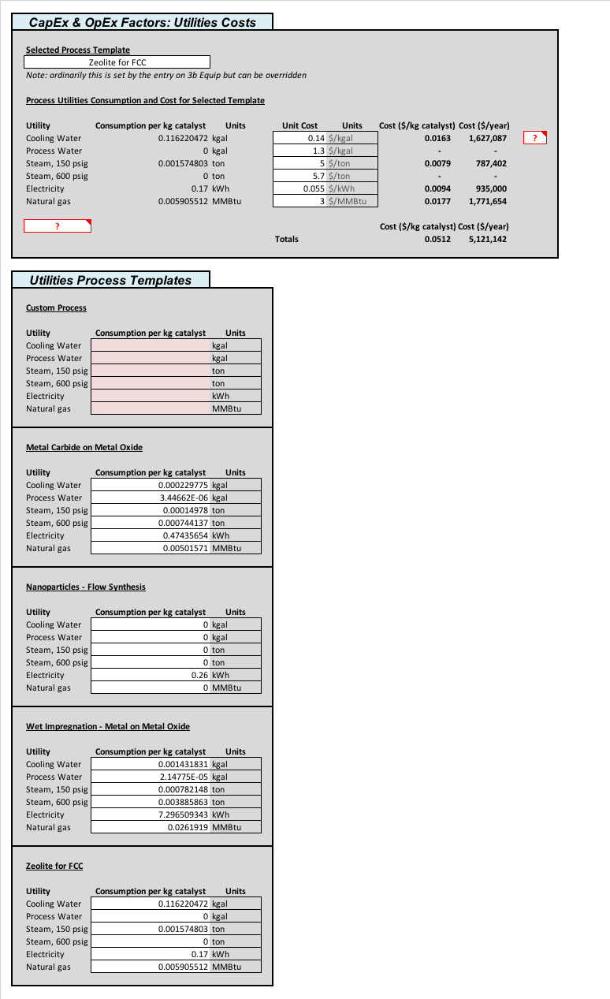 CapEx & OpEx Factors: Utilities Costs
Selected Process Template
Zeolite for FCC
Note: ordinarily this is set by the entry on 3b Equip but can be overridden
Process Utilities Consumption and Cost for Selected Template
Utility Consumption per kg catalyst Units Unit Cost Units Cost ($/kg catalyst) Cost ($/year)
Cooling Water 0.116220472 kgal 0.14 $/kgal 0.0163 1,627,087 ?
Process Water 0 kgal 1.3 $/kgal - -
Steam, 150 psig 0.001574803 ton 5 $/ton 0.0079 787,402
Steam, 600 psig 0 ton 5.7 $/ton - -
Electricity 0.17 kWh 0.055 $/kWh 0.0094 935,000
Natural gas 0.005905512 MMBtu 3 $/MMBtu 0.0177 1,771,654
? Cost ($/kg catalyst) Cost ($/year)
Totals 0.0512 5,121,142
Utilities Process Templates
Custom Process
Utility Consumption per kg catalyst Units
Cooling Water kgal
Process Water kgal
Steam, 150 psig ton
Steam, 600 psig ton
Electricity kWh
Natural gas MMBtu
Metal Carbide on Metal Oxide
Utility Consumption per kg catalyst Units
Cooling Water 0.000229775 kgal
Process Water 3.44662E-06 kgal
Steam, 150 psig 0.00014978 ton
Steam, 600 psig 0.000744137 ton
Electricity 0.47435654 kWh
Natural gas 0.00501571 MMBtu
Nanoparticles - Flow Synthesis
Utility Consumption per kg catalyst Units
Cooling Water 0 kgal
Process Water 0 kgal
Steam, 150 psig 0 ton
Steam, 600 psig 0 ton
Electricity 0.26 kWh
Natural gas 0 MMBtu
Wet Impregnation - Metal on Metal Oxide
Utility Consumption per kg catalyst Units
Cooling Water 0.001431831 kgal
Process Water 2.14775E-05 kgal
Steam, 150 psig 0.000782148 ton
Steam, 600 psig 0.003885863 ton
Electricity 7.296509343 kWh
Natural gas 0.0261919 MMBtu
Zeolite for FCC
Utility Consumption per kg catalyst Units
Cooling Water 0.116220472 kgal
Process Water 0 kgal
Steam, 150 psig 0.001574803 ton
Steam, 600 psig 0 ton
Electricity 0.17 kWh
Natural gas 0.005905512 MMBtu